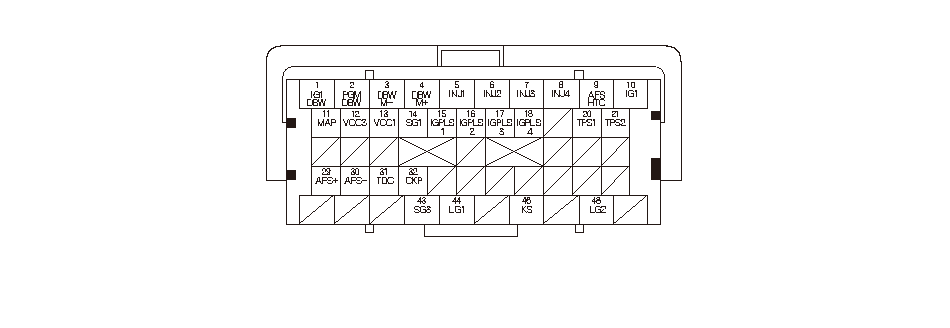 1 2 3 4 5 6 7 8 9 10
IG1 DBW PGM DBW DBW M− DBW M+ INJ1 INJ2 INJ3 INJ4 AFS HTC IG1
11 12 13 14 15 16 17 18 20 21
MAP VCC3 VCC1 SG1 IGPLS 1 IGPLS 2 IGPLS 3 IGPLS 4 TPS1 TPS2
29 30 31 32
AFS+ AFS− TDC CKP
43 44 46 48
SG3 LG1 KS LG2